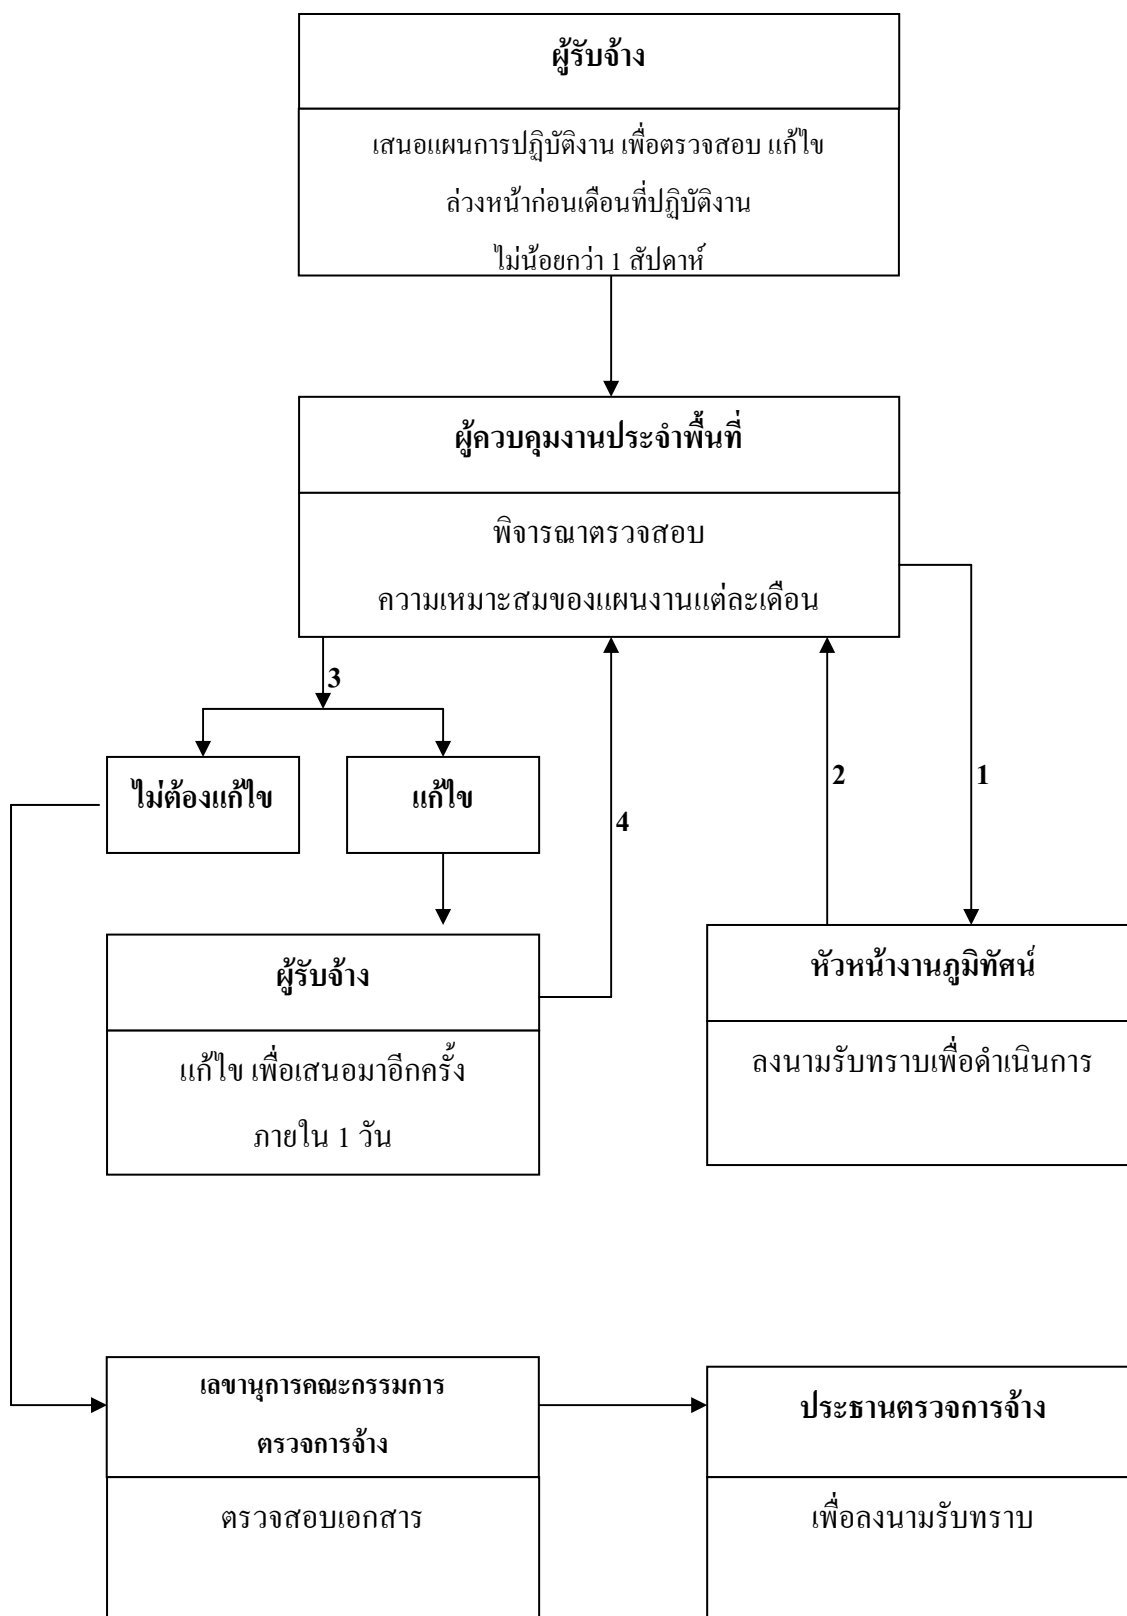 ผู้รับจ้าง
เสนอแผนการปฏิบัติงาน เพื่อตรวจสอบ แก้ไข
ล่วงหน้าก่อนเดือนที่ปฏิบัติงาน
ไม่น้อยกว่า 1 สัปดาห์
ผู้ควบคุมงานประจำพื้นที่
พิจารณาตรวจสอบ
ความเหมาะสมของแผนงานแต่ละเดือน
3
ไม่ต้องแก้ไข
แก้ไข
4
2
1
ผู้รับจ้าง
แก้ไข เพื่อเสนอมาอีกครั้ง
ภายใน 1 วัน
หัวหน้างานภูมิทัศน์
ลงนามรับทราบเพื่อดำเนินการ
เลขานุการคณะกรรมการ
ตรวจการจ้าง
ตรวจสอบเอกสาร
ประธานตรวจการจ้าง
เพื่อลงนามรับทราบ